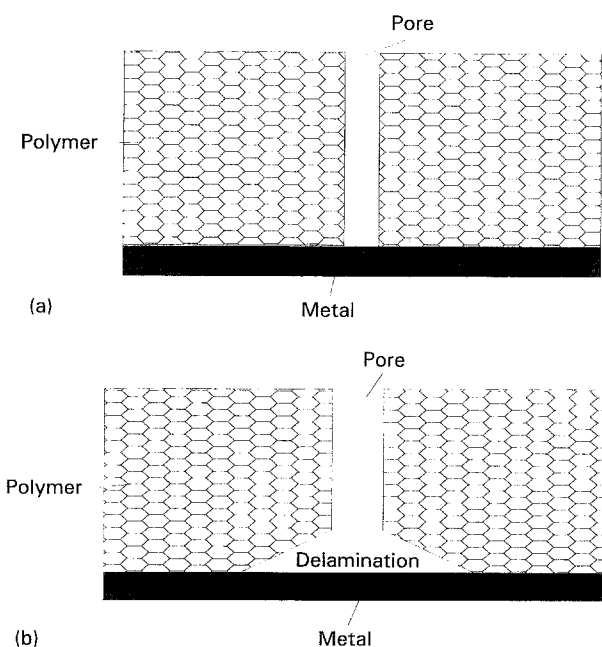 Pore
Polymer
(a)
Metal
Pore
Polymer
Delamination
(b)
Metal